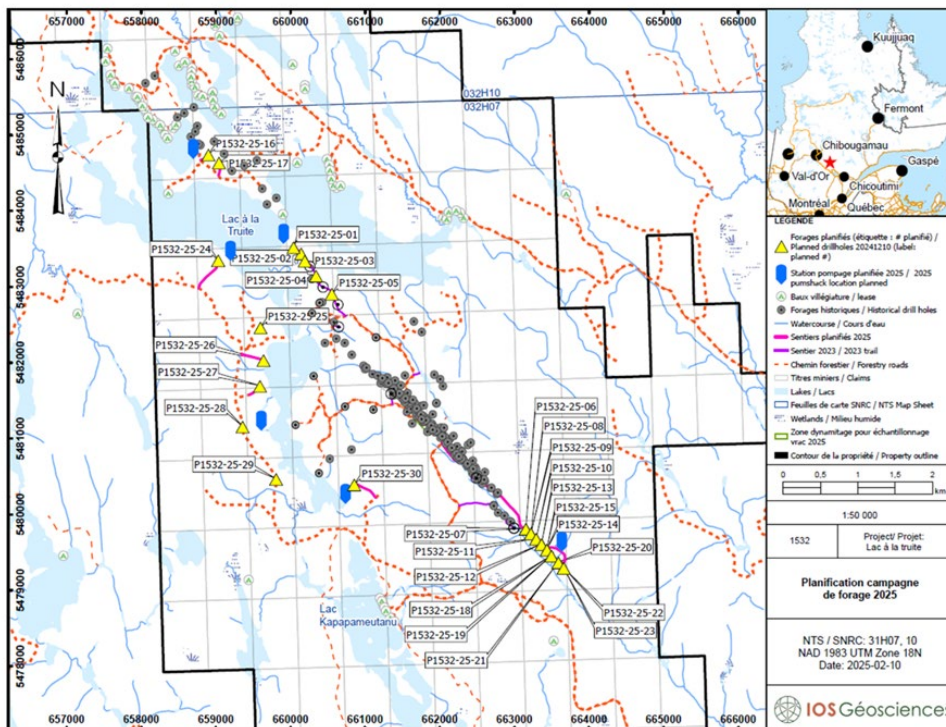 657000
658000
659000
660000
661000
662000
663000
664000
665000
666000
5486000
5485000
5484000
5483000
5482000
5481000
5480000
5479000
5478000
N
032H10
032H07
P1532-25-16
P1532-25-17
Lac à la
Truite
P1532-25-01
P1532-25-24
P1532-25-02
P1532-25-03
P1532-25-04
P1532-25-05
P1532-25-25
P1532-25-26
P1532-25-27
P1532-25-28
P1532-25-29
P1532-25-30
P1532-25-06
P1532-25-08
P1532-25-09
P1532-25-10
P1532-25-13
P1532-25-15
P1532-25-14
P1532-25-07
P1532-25-11
P1532-25-20
P1532-25-12
P1532-25-18
P1532-25-22
P1532-25-19
P1532-25-23
P1532-25-21
Lac
Kapapameutanu
657000
658000
659000
660000
661000
662000
663000
664000
665000
666000
Kuujjuaq
Fermont
Chibougamau
Gaspé
Val-d'Or
Chicoutimi
Montréal
Québec
LEGENDE
Forages planifiés (étiquette : # planifié) /
Planned drillholes 20241210 (label:
planned #)
Station pompage planifiée 2025 / 2025
pumshack location planned
Baux villégiature / lease
Forages historiques / Historical drill holes
Watercourse / Cours d'eau
Sentiers planifiés 2025
Sentier 2023 / 2023 trail
Chemin forestier / Forestry roads
Titres miniers / Claims
Lakes / Lacs
Feuilles de carte SNRC / NTS Map Sheet
Wetlands / Milieu humide
Zone dynamitage pour échantillonnage
vrac 2025
Contour de la propriété / Property outline
0 0.5 1 1.5 2
km
1:50 000
1532
Project/ Projet:
Lac à la truite
Planification campagne
de forage 2025
NTS / SNRC: 31H07, 10
NAD 1983 UTM Zone 18N
Date: 2025-02-10
IOS Géoscience